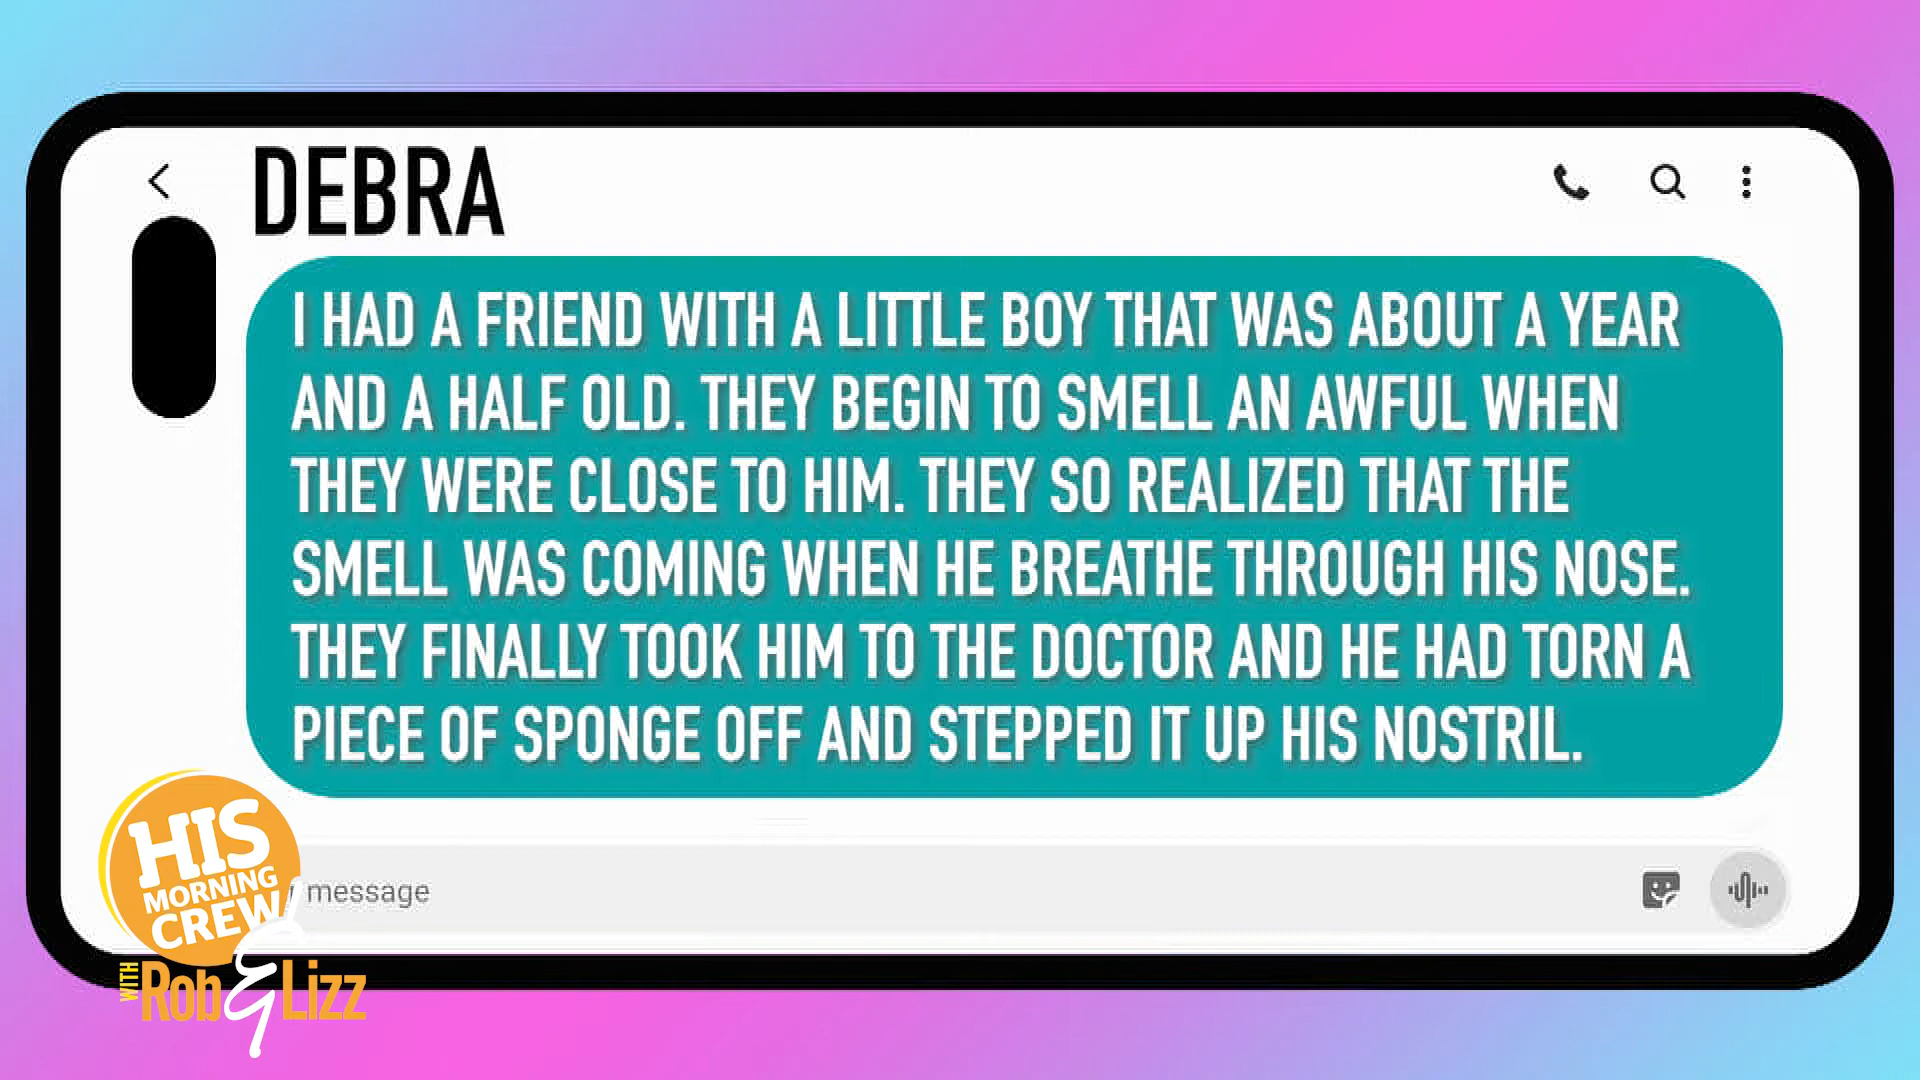 DEBRA
I HAD A FRIEND WITH A LITTLE BOY THAT WAS ABOUT A YEAR
AND A HALF OLD. THEY BEGIN TO SMELL AN AWFUL WHEN
THEY WERE CLOSE TO HIM. THEY SO REALIZED THAT THE
SMELL WAS COMING WHEN HE BREATHE THROUGH HIS NOSE.
THEY FINALLY TOOK HIM TO THE DOCTOR AND HE HAD TORN A
PIECE OF SPONGE OFF AND STEPPED IT UP HIS NOSTRIL.
message
HIS
MORNING
CREW
WITH Rob & Lizz